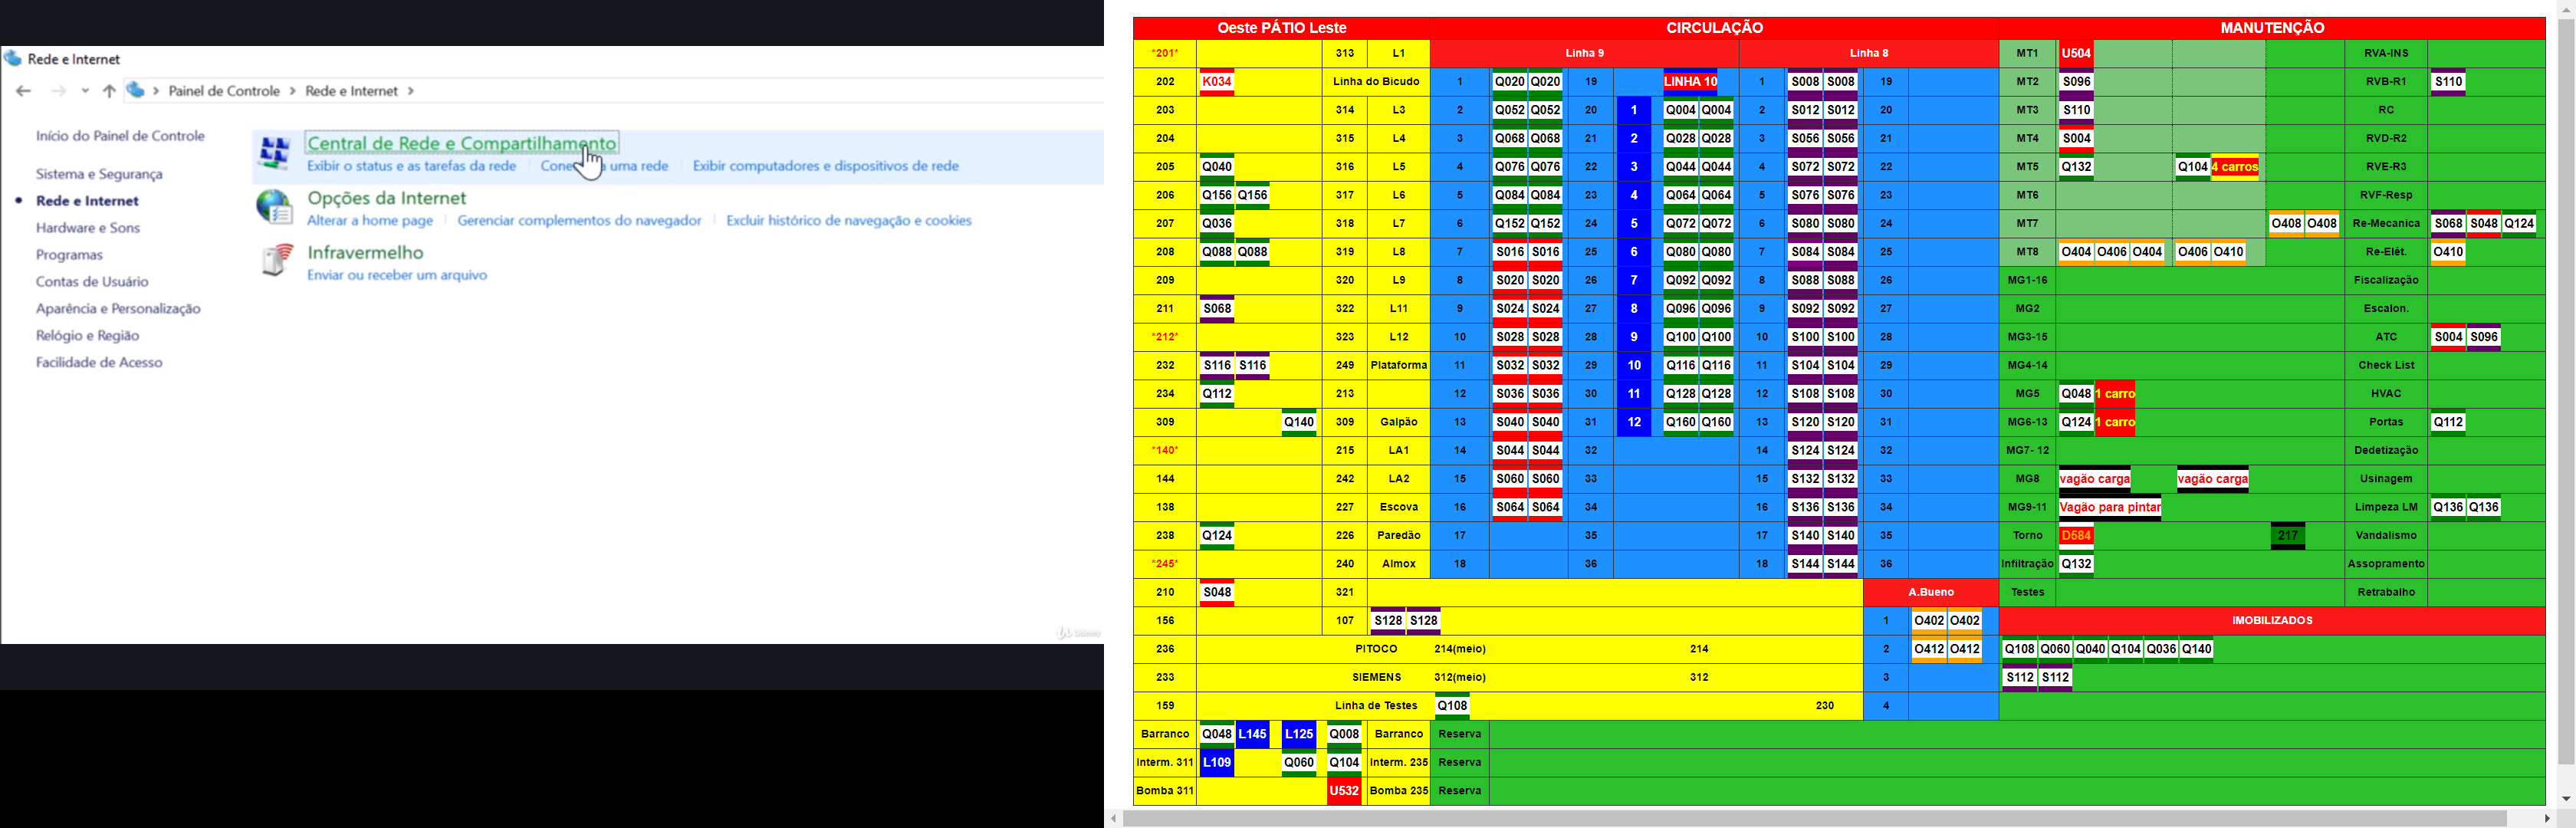 Rede e Internet
Painel de Controle > Rede e Internet >
Início do Painel de Controle
Sistema e Segurança
Rede e Internet
Hardware e Sons
Programas
Contas de Usuário
Aparência e Personalização
Relógio e Região
Facilidade de Acesso
Central de Rede e Compartilhamento
Exibir o status e as tarefas da rede
uma rede
Exibir computadores e dispositivos de rede
Opções da Internet
Alterar a home page
Gerenciar complementos do navegador
Excluir histórico de navegação e cookies
Infravermelho
Enviar ou receber um arquivo
Udemy
Oeste PÁTIO Leste CIRCULAÇÃO MANUTENÇÃO
*201* 313 L1 Linha 9 Linha 8 MT1 U504 RVA-INS
202 K034 Linha do Bicudo 1 Q020 Q020 19 LINHA 10 1 S008 S008 19 MT2 S096 RVB-R1 S110
203 314 L3 2 Q052 Q052 20 1 Q004 Q004 2 S012 S012 20 MT3 S110 RC
204 315 L4 3 Q068 Q068 21 2 Q028 Q028 3 S056 S056 21 MT4 S004 RVD-R2
205 Q040 316 L5 4 Q076 Q076 22 3 Q044 Q044 4 S072 S072 22 MT5 Q132 Q104 4 carros RVE-R3
206 Q156 Q156 317 L6 5 Q084 Q084 23 4 Q064 Q064 5 S076 S076 23 MT6 RVF-Resp
207 Q036 318 L7 6 Q152 Q152 24 5 Q072 Q072 6 S080 S080 24 MT7 O408 O408 Re-Mecanica S068 S048 Q124
208 Q088 Q088 319 L8 7 S016 S016 25 6 Q080 Q080 7 S084 S084 25 MT8 O404 O406 O404 O406 O410 Re-Elét. O410
209 320 L9 8 S020 S020 26 7 Q092 Q092 8 S088 S088 26 MG1-16 Fiscalização
211 S068 322 L11 9 S024 S024 27 8 Q096 Q096 9 S092 S092 27 MG2 Escalon.
*212* 323 L12 10 S028 S028 28 9 Q100 Q100 10 S100 S100 28 MG3-15 ATC S004 S096
232 S116 S116 249 Plataforma 11 S032 S032 29 10 Q116 Q116 11 S104 S104 29 MG4-14 Check List
234 Q112 213 12 S036 S036 30 11 Q128 Q128 12 S108 S108 30 MG5 Q048 1 carro HVAC
309 Q140 309 Galpão 13 S040 S040 31 12 Q160 Q160 13 S120 S120 31 MG6-13 Q124 1 carro Portas Q112
*140* 215 LA1 14 S044 S044 32 14 S124 S124 32 MG7- 12 Dedetização
144 242 LA2 15 S060 S060 33 15 S132 S132 33 MG8 vagão carga vagão carga Usinagem
138 227 Escova 16 S064 S064 34 16 S136 S136 34 MG9-11 Vagão para pintar Limpeza LM Q136 Q136
238 Q124 226 Paredão 17 35 17 S140 S140 35 Torno D584 217 Vandalismo
*245* 240 Almox 18 36 18 S144 S144 36 Infiltração Q132 Assopramento
210 S048 321 A.Bueno Testes Retrabalho
156 107 S128 S128 1 O402 O402 IMOBILIZADOS
236 PITOCO 214(meio) 214 2 O412 O412 Q108 Q060 Q040 Q104 Q036 Q140
233 SIEMENS 312(meio) 312 3 S112 S112
159 Linha de Testes Q108 230 4
Barranco Q048 L145 L125 Q008 Barranco Reserva
Interm. 311 L109 Q060 Q104 Interm. 235 Reserva
Bomba 311 U532 Bomba 235 Reserva